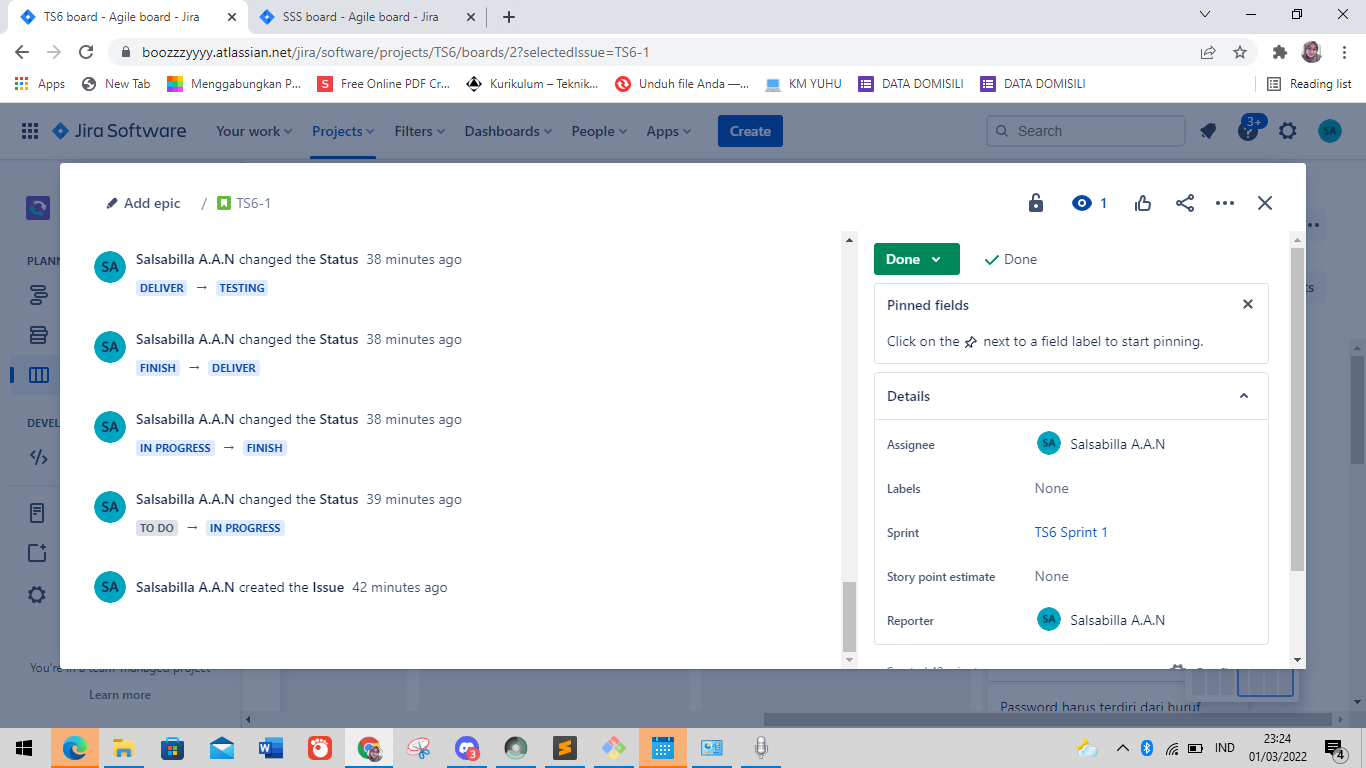 TS6 board - Agile board - Jira
SSS board - Agile board - Jira
boozzzyyyy.atlassian.net/jira/software/projects/TS6/boards/2?selectedIssue=TS6-1
Apps
New Tab
Menggabungkan P...
Free Online PDF Cr...
Kurikulum – Teknik...
Unduh file Anda —...
KM YUHU
DATA DOMISILI
DATA DOMISILI
Reading list
Jira Software
Your work
Projects
Filters
Dashboards
People
Apps
Create
Search
3+
SA
Add epic
/
TS6-1
1
PLANN
DEVEL
SA
Salsabilla A.A.N changed the Status 38 minutes ago
DELIVER → TESTING
SA
Salsabilla A.A.N changed the Status 38 minutes ago
FINISH → DELIVER
SA
Salsabilla A.A.N changed the Status 38 minutes ago
IN PROGRESS → FINISH
SA
Salsabilla A.A.N changed the Status 39 minutes ago
TO DO → IN PROGRESS
SA
Salsabilla A.A.N created the Issue 42 minutes ago
Done
Done
Pinned fields
Click on the next to a field label to start pinning.
Details
Assignee
SA Salsabilla A.A.N
Labels
None
Sprint
TS6 Sprint 1
Story point estimate
None
Reporter
SA Salsabilla A.A.N
You're in a team-managed project
Learn more
Password harus terdiri dari huruf
3
IND
23:24
01/03/2022
4